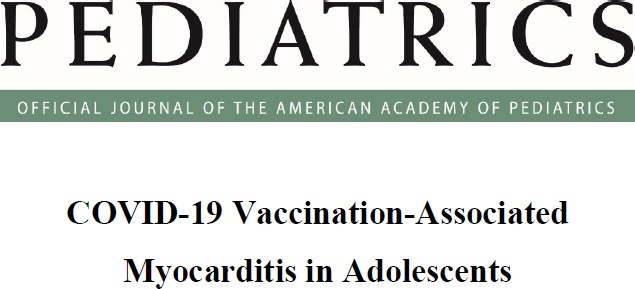 PEDIATRICS
OFFICIAL JOURNAL OF THE AMERICAN ACADEMY OF PEDIATRICS
COVID-19 Vaccination-Associated
Myocarditis in Adolescents